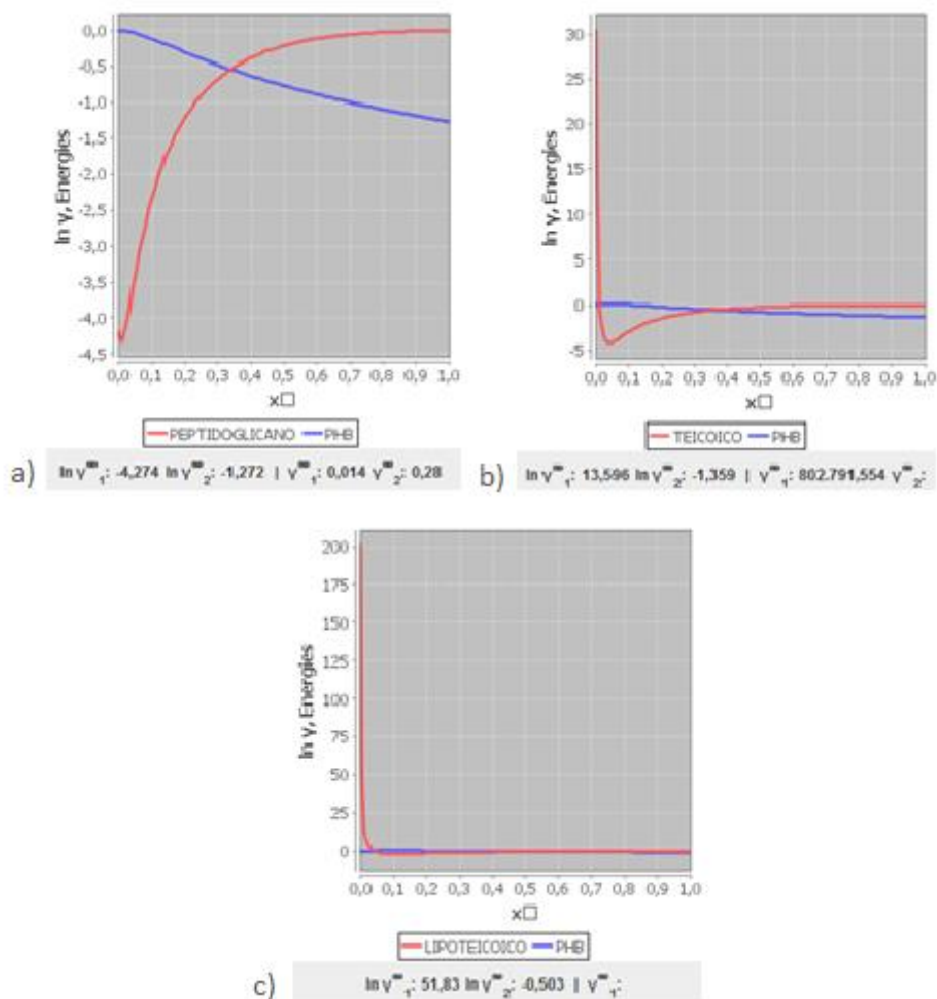 0,0
-0,5
-1,0
-1,5
-2,0
-2,5
-3,0
-3,5
-4,0
-4,5
ln γ, Energies
0,0 0,1 0,2 0,3 0,4 0,5 0,6 0,7 0,8 0,9 1,0
x□
PEPTIDOGLICANO PHB
a) ln γ∞1: -4,274 ln γ∞2: -1,272 | γ∞1: 0,014 γ∞2: 0,28
30
25
20
15
10
5
0
-5
ln γ, Energies
0,0 0,1 0,2 0,3 0,4 0,5 0,6 0,7 0,8 0,9 1,0
x□
TEICOICO PHB
b) ln γ∞1: 13,596 ln γ∞2: -1,359 || γ∞1: 802.791,554 γ∞2:
200
175
150
125
100
75
50
25
0
ln γ, Energies
0,0 0,1 0,2 0,3 0,4 0,5 0,6 0,7 0,8 0,9 1,0
x□
LIPOTEICOICO PHB
c) ln γ∞1: 51,83 ln γ∞2: -0,503 || γ∞1: